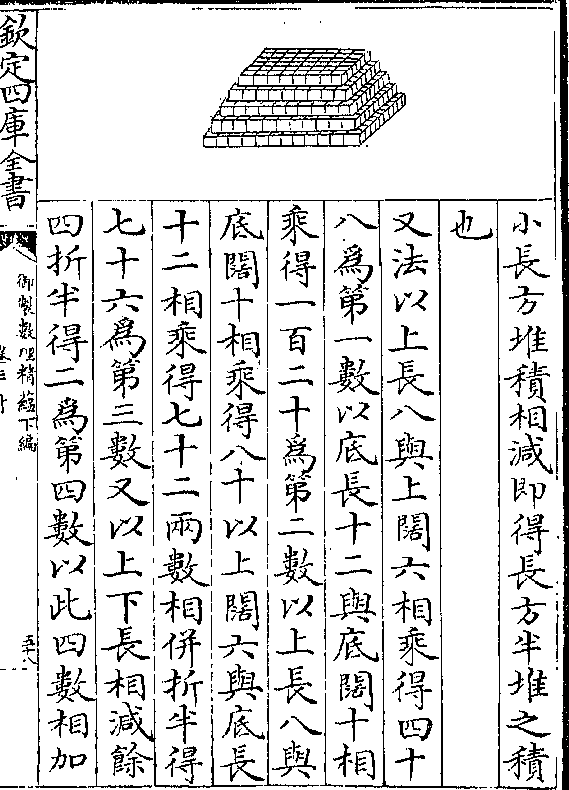 小長方堆積相減即得長方半堆之積
也
又法以上長八與上闊六相乘得四十
八為第一數以底長十二與底闊十相
乘得一百二十為第二數以上長八與
底闊十相乘得八十以上闊六與底長
十二相乘得七十二兩數相併折半得
七十六為第三數又以上下長相減餘
四折半得二為第四數以此四數相加
欽定四庫全書
御製數理精蘊下編
五十八